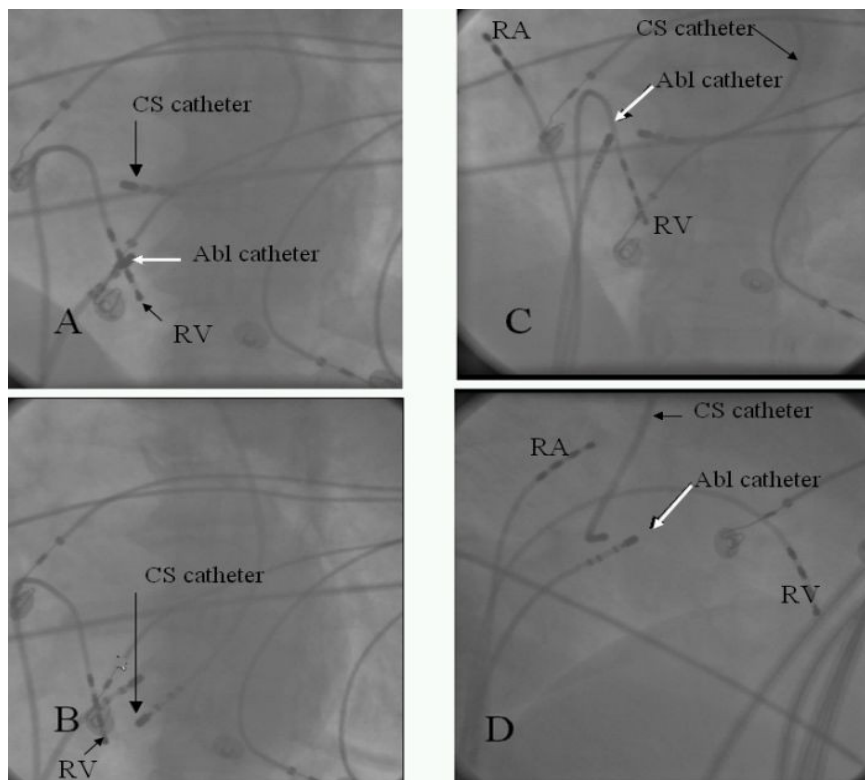 CS catheter
Abl catheter
A
RV
RA
CS catheter
Abl catheter
RV
C
CS catheter
B
RV
CS catheter
RA
Abl catheter
RV
D